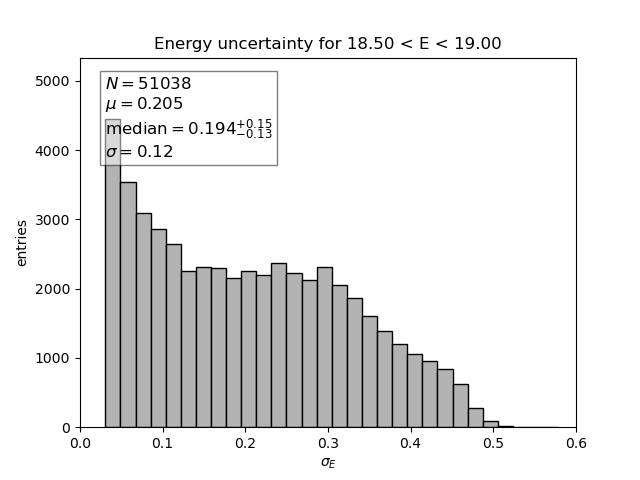 Energy uncertainty for 18.50 < E < 19.00
N = 51038
μ = 0.205
median = 0.194 +0.15 −0.13
σ = 0.12
5000
4000
3000
2000
1000
0
entries
0.0 0.1 0.2 0.3 0.4 0.5 0.6
σE